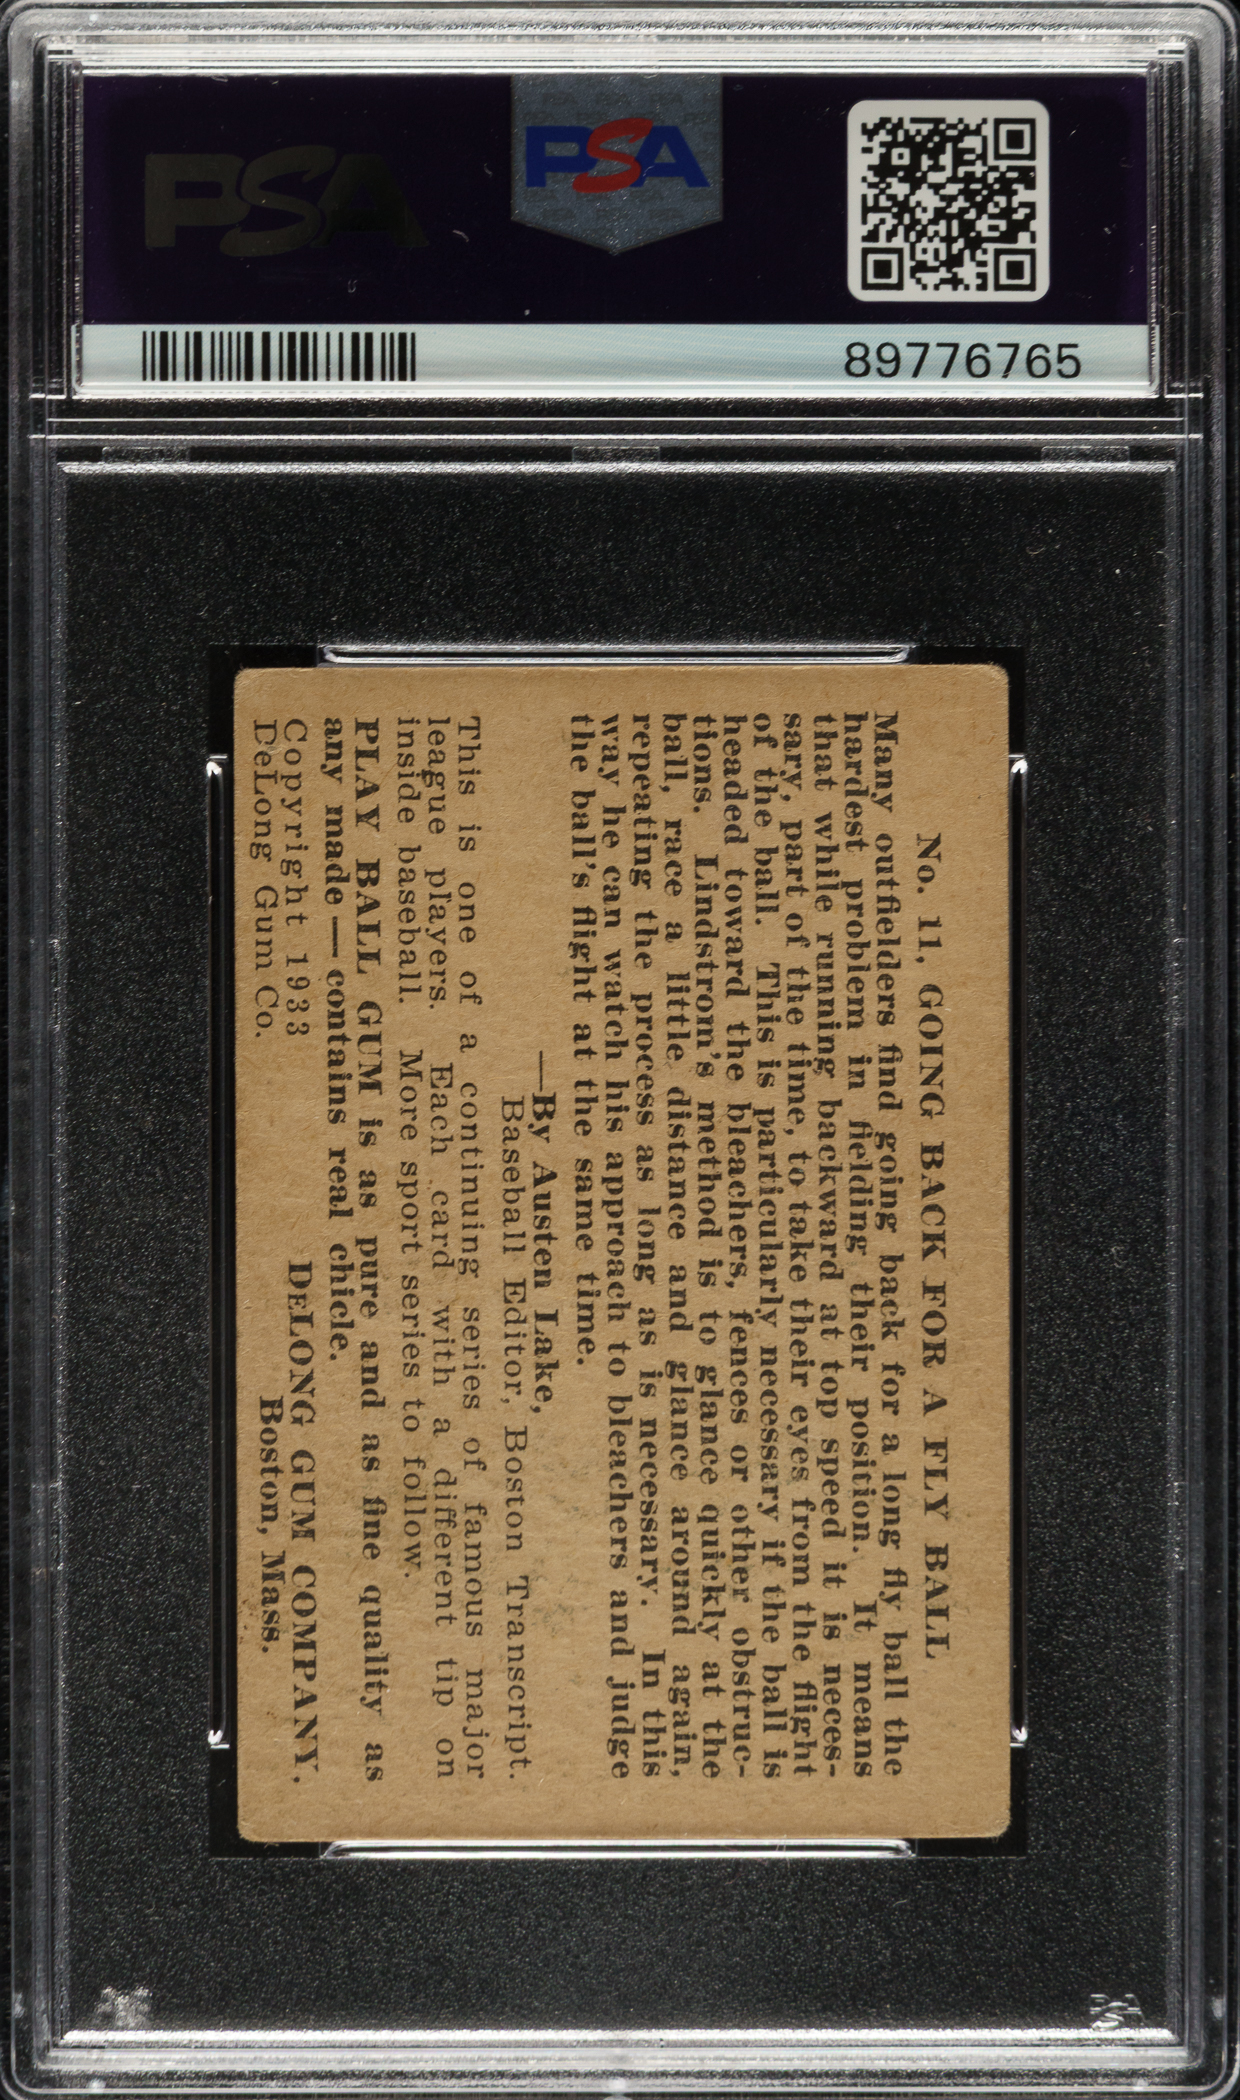 PSA
PSA
89776765
No. 11, GOING BACK FOR A FLY BALL
Many outfielders find going back for a long fly ball the
hardest problem in fielding their position. It means
that while running backward at top speed it is neces-
sary, part of the time, to take their eyes from the flight
of the ball. This is particularly necessary if the ball is
headed toward the bleachers, fences or other obstruc-
tions. Lindstrom's method is to glance quickly at the
ball, race a little distance and glance around again,
repeating the process as long as is necessary. In this
way he can watch his approach to bleachers and judge
the ball's flight at the same time.
—By Austen Lake,
Baseball Editor, Boston Transcript.
This is one of a continuing series of famous major
league players. Each card with a different tip on
inside baseball. More sport series to follow.
PLAY BALL GUM is as pure and as fine quality as
any made—contains real chicle.
Copyright 1933 DELONG GUM COMPANY,
DeLong Gum Co. Boston, Mass.
PSA